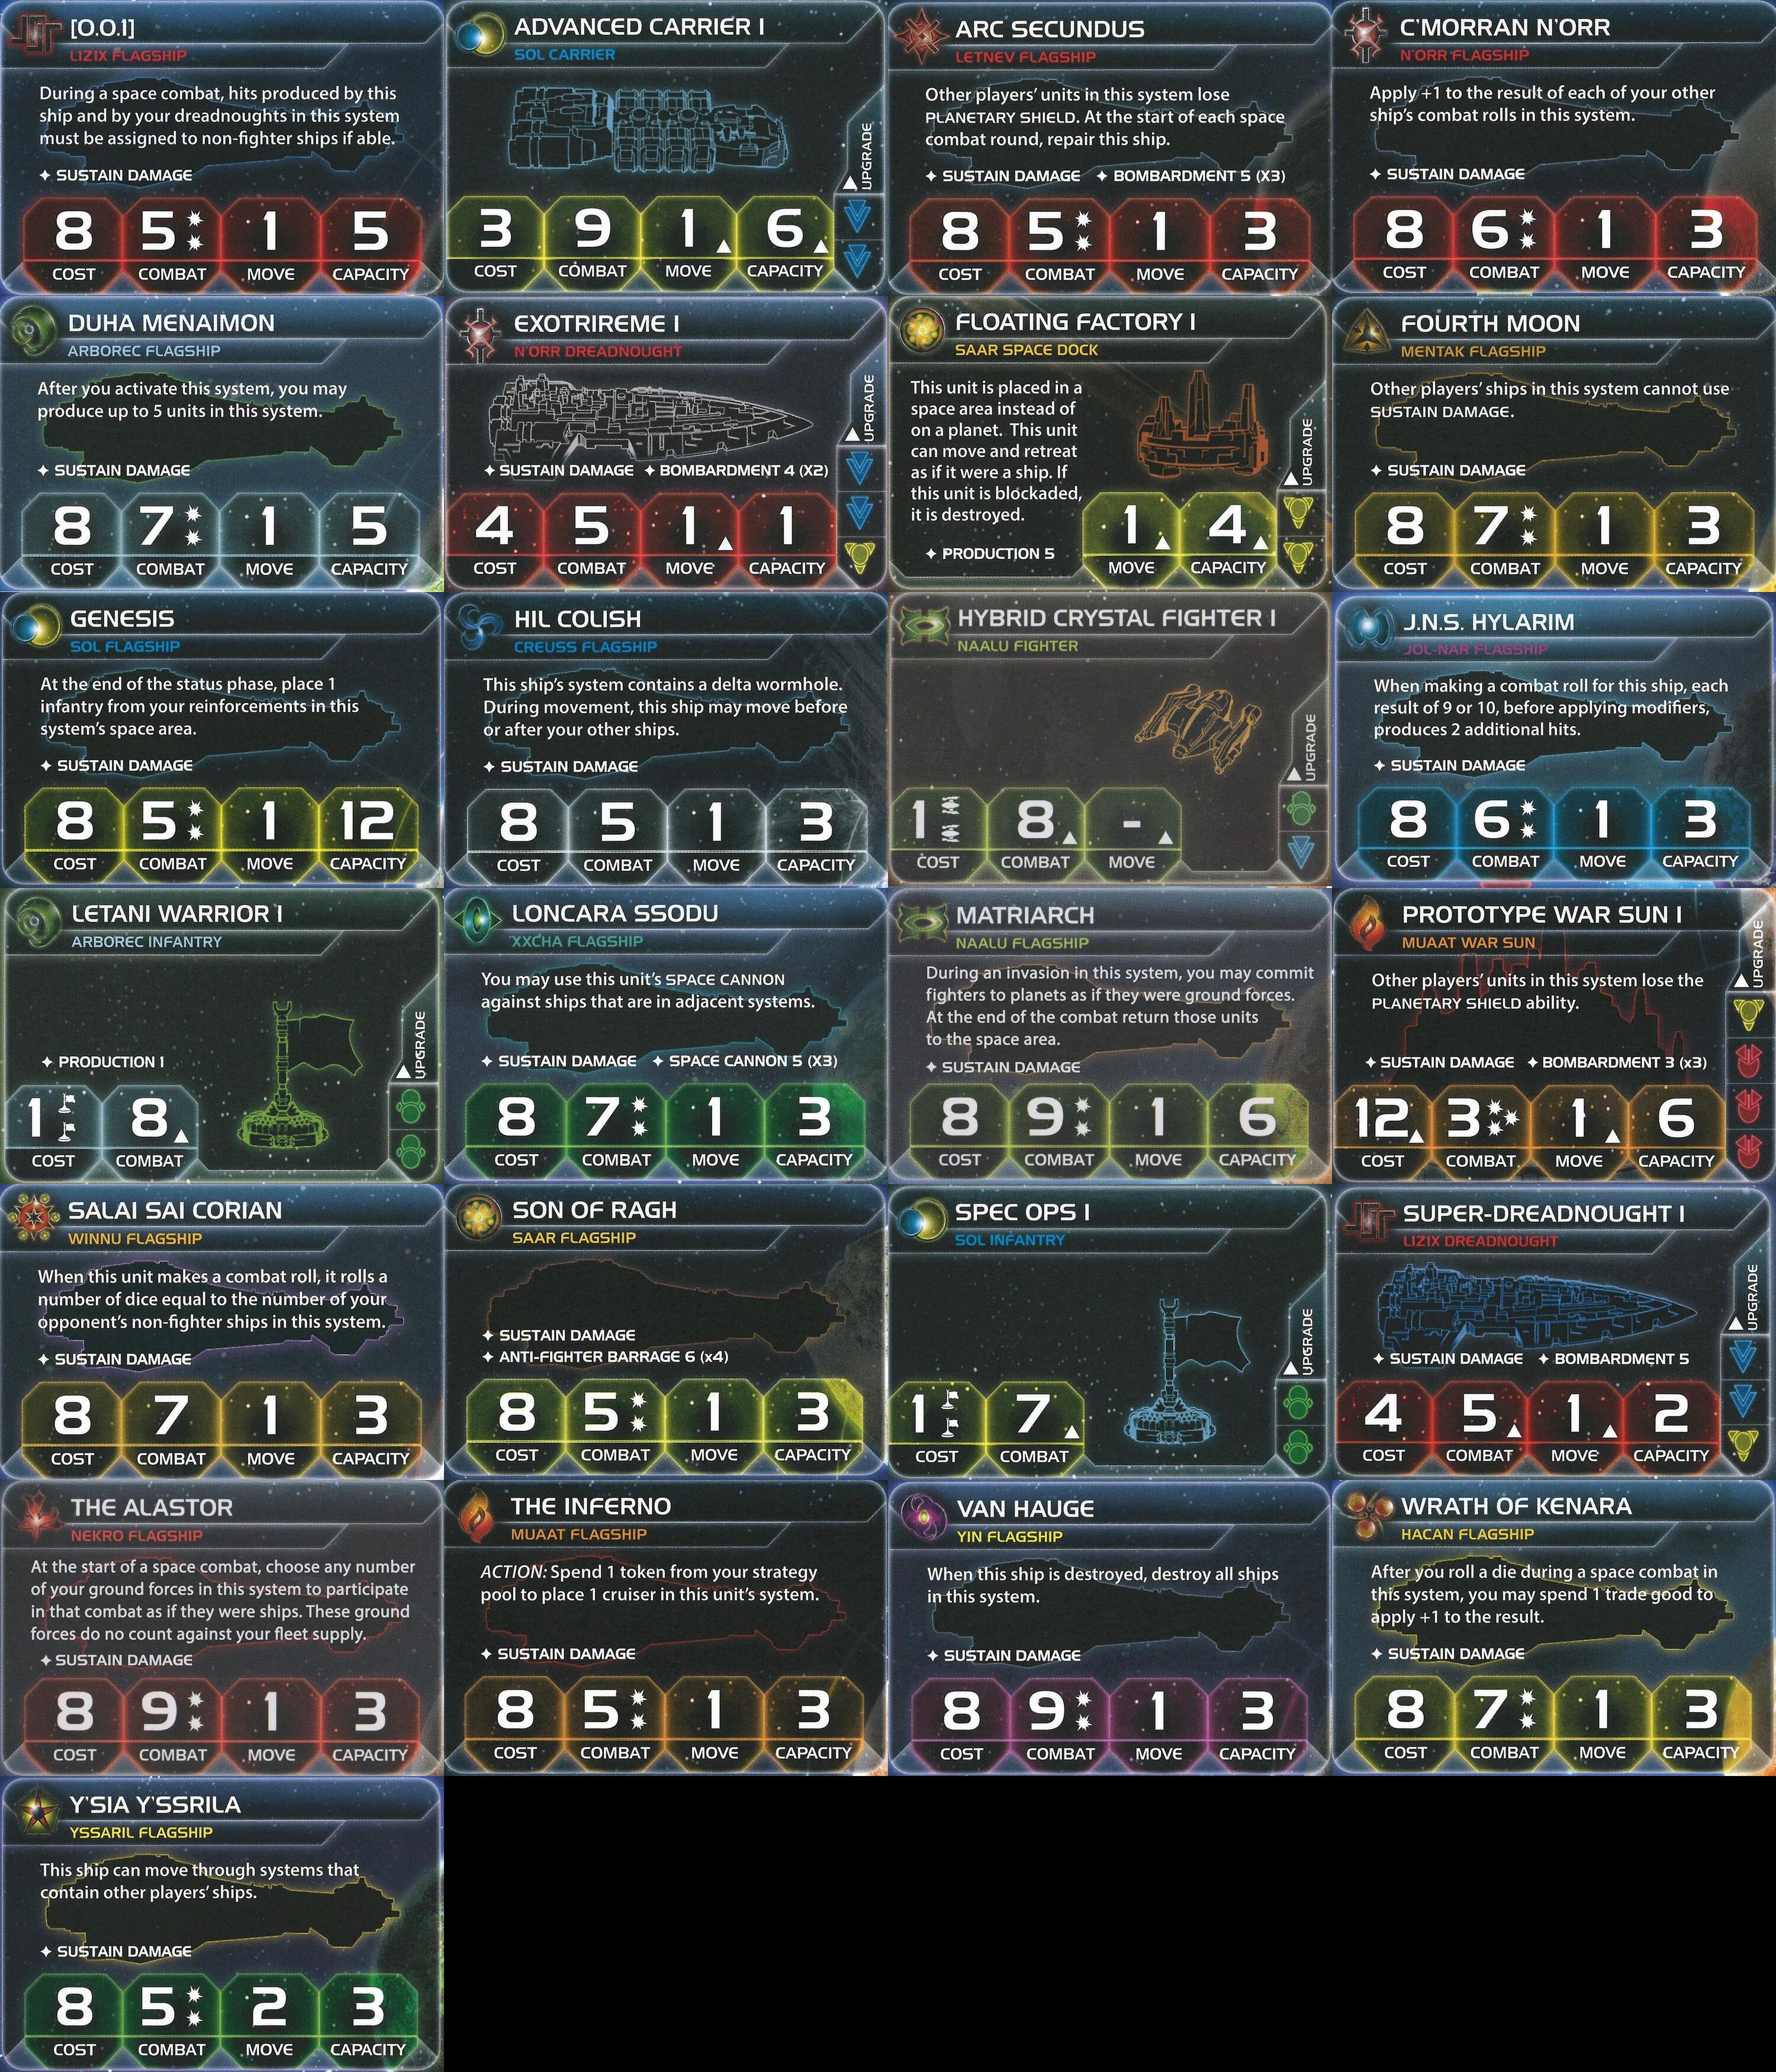 [0.0.1]
LIZIX FLAGSHIP
During a space combat, hits produced by this
ship and by your dreadnoughts in this system
must be assigned to non-fighter ships if able.
SUSTAIN DAMAGE
8 5 1 5
COST COMBAT MOVE CAPACITY
ADVANCED CARRIER I
SOL CARRIER
UPGRADE
3 9 1 6
COST COMBAT MOVE CAPACITY
ARC SECUNDUS
LETNEV FLAGSHIP
Other players' units in this system lose
PLANETARY SHIELD. At the start of each space
combat round, repair this ship.
SUSTAIN DAMAGE BOMBARDMENT 5 (X3)
8 5 1 3
COST COMBAT MOVE CAPACITY
C'MORRAN N'ORR
N'ORR FLAGSHIP
Apply +1 to the result of each of your other
ship's combat rolls in this system.
SUSTAIN DAMAGE
8 6 1 3
COST COMBAT MOVE CAPACITY
DUHA MENAIMON
ARBOREC FLAGSHIP
After you activate this system, you may
produce up to 5 units in this system.
SUSTAIN DAMAGE
8 7 1 5
COST COMBAT MOVE CAPACITY
EXOTRIREME I
N'ORR DREADNOUGHT
UPGRADE
SUSTAIN DAMAGE BOMBARDMENT 4 (X2)
4 5 1 1
COST COMBAT MOVE CAPACITY
FLOATING FACTORY I
SAAR SPACE DOCK
This unit is placed in a
space area instead of
on a planet. This unit
can move and retreat
as if it were a ship. If
this unit is blockaded,
it is destroyed.
PRODUCTION 5
UPGRADE
1 4
MOVE CAPACITY
FOURTH MOON
MENTAK FLAGSHIP
Other players' ships in this system cannot use
SUSTAIN DAMAGE.
SUSTAIN DAMAGE
8 7 1 3
COST COMBAT MOVE CAPACITY
GENESIS
SOL FLAGSHIP
At the end of the status phase, place 1
infantry from your reinforcements in this
system's space area.
SUSTAIN DAMAGE
8 5 1 12
COST COMBAT MOVE CAPACITY
HIL COLISH
CREUSS FLAGSHIP
This ship's system contains a delta wormhole.
During movement, this ship may move before
or after your other ships.
SUSTAIN DAMAGE
8 5 1 3
COST COMBAT MOVE CAPACITY
HYBRID CRYSTAL FIGHTER I
NAALU FIGHTER
UPGRADE
1 8 -
COST COMBAT MOVE
J.N.S. HYLARIM
JOL-NAR FLAGSHIP
When making a combat roll for this ship, each
result of 9 or 10, before applying modifiers,
produces 2 additional hits.
SUSTAIN DAMAGE
8 6 1 3
COST COMBAT MOVE CAPACITY
LETANI WARRIOR I
ARBOREC INFANTRY
UPGRADE
PRODUCTION 1
1 8
COST COMBAT
LONCARA SSODU
XXCHA FLAGSHIP
You may use this unit's SPACE CANNON
against ships that are in adjacent systems.
SUSTAIN DAMAGE SPACE CANNON 5 (X3)
8 7 1 3
COST COMBAT MOVE CAPACITY
MATRIARCH
NAALU FLAGSHIP
During an invasion in this system, you may commit
fighters to planets as if they were ground forces.
At the end of the combat return those units
to the space area.
SUSTAIN DAMAGE
8 9 1 6
COST COMBAT MOVE CAPACITY
PROTOTYPE WAR SUN I
MUAAT WAR SUN
UPGRADE
Other players' units in this system lose the
PLANETARY SHIELD ability.
SUSTAIN DAMAGE BOMBARDMENT 3 (x3)
12 3 1 6
COST COMBAT MOVE CAPACITY
SALAI SAI CORIAN
WINNU FLAGSHIP
When this unit makes a combat roll, it rolls a
number of dice equal to the number of your
opponent's non-fighter ships in this system.
SUSTAIN DAMAGE
8 7 1 3
COST COMBAT MOVE CAPACITY
SON OF RAGH
SAAR FLAGSHIP
SUSTAIN DAMAGE
ANTI-FIGHTER BARRAGE 6 (x4)
8 5 1 3
COST COMBAT MOVE CAPACITY
SPEC OPS I
SOL INFANTRY
UPGRADE
1 7
COST COMBAT
SUPER-DREADNOUGHT I
LIZIX DREADNOUGHT
UPGRADE
SUSTAIN DAMAGE BOMBARDMENT 5
4 5 1 2
COST COMBAT MOVE CAPACITY
THE ALASTOR
NEKRO FLAGSHIP
At the start of a space combat, choose any number
of your ground forces in this system to participate
in that combat as if they were ships. These ground
forces do no count against your fleet supply.
SUSTAIN DAMAGE
8 9 1 3
COST COMBAT MOVE CAPACITY
THE INFERNO
MUAAT FLAGSHIP
ACTION: Spend 1 token from your strategy
pool to place 1 cruiser in this unit's system.
SUSTAIN DAMAGE
8 5 1 3
COST COMBAT MOVE CAPACITY
VAN HAUGE
YIN FLAGSHIP
When this ship is destroyed, destroy all ships
in this system.
SUSTAIN DAMAGE
8 9 1 3
COST COMBAT MOVE CAPACITY
WRATH OF KENARA
HACAN FLAGSHIP
After you roll a die during a space combat in
this system, you may spend 1 trade good to
apply +1 to the result.
SUSTAIN DAMAGE
8 7 1 3
COST COMBAT MOVE CAPACITY
Y'SIA Y'SSRILA
YSSARIL FLAGSHIP
This ship can move through systems that
contain other players' ships.
SUSTAIN DAMAGE
8 5 2 3
COST COMBAT MOVE CAPACITY